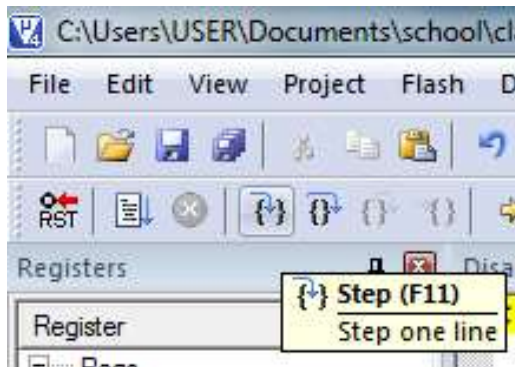 C:\Users\USER\Documents\school\cl
File Edit View Project Flash
RST
Registers
Step (F11)
Step one line
Register